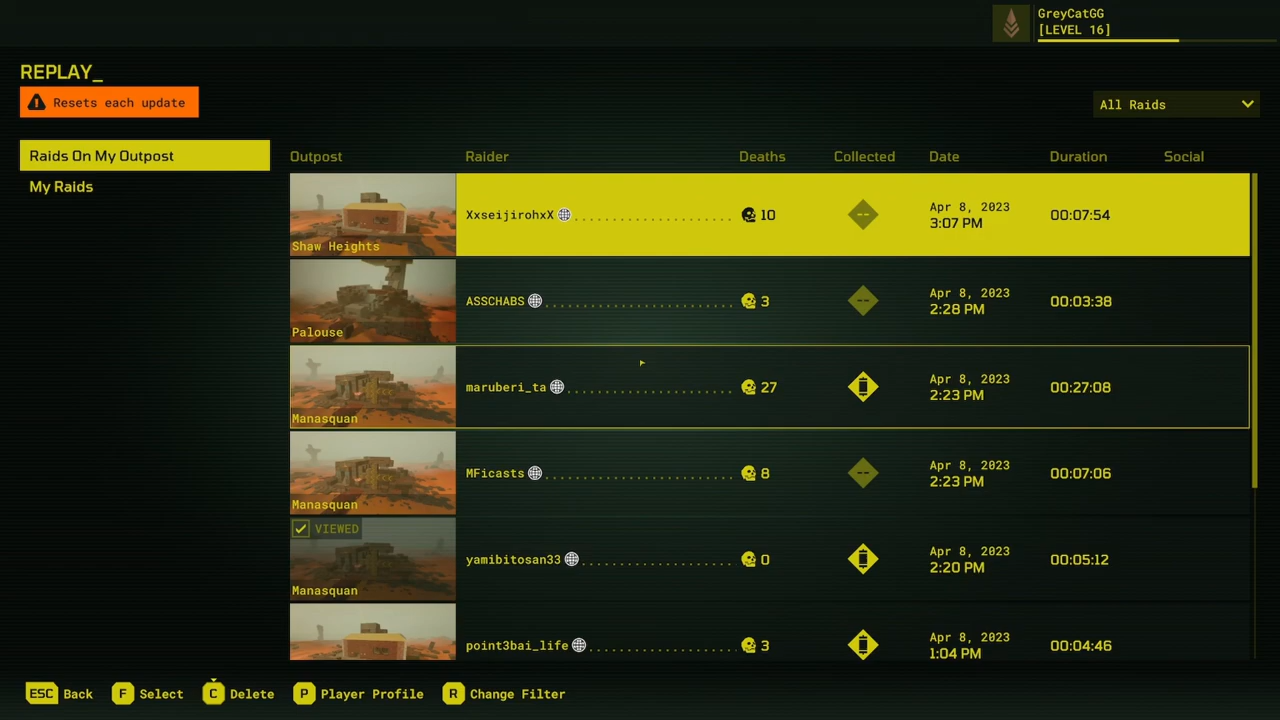 GreyCatGG
[LEVEL 16]
REPLAY_
Resets each update
All Raids
Raids On My Outpost
My Raids
Outpost Raider Deaths Collected Date Duration Social
Shaw Heights
XxseijirohxX 10 -- Apr 8, 2023 3:07 PM 00:07:54
Palouse
ASSCHABS 3 -- Apr 8, 2023 2:28 PM 00:03:38
Manasquan
maruberi_ta 27 Apr 8, 2023 2:23 PM 00:27:08
Manasquan
MFicasts 8 -- Apr 8, 2023 2:23 PM 00:07:06
VIEWED
Manasquan
yamibitosan33 0 Apr 8, 2023 2:20 PM 00:05:12
point3bai_life 3 Apr 8, 2023 1:04 PM 00:04:46
ESC Back F Select C Delete P Player Profile R Change Filter